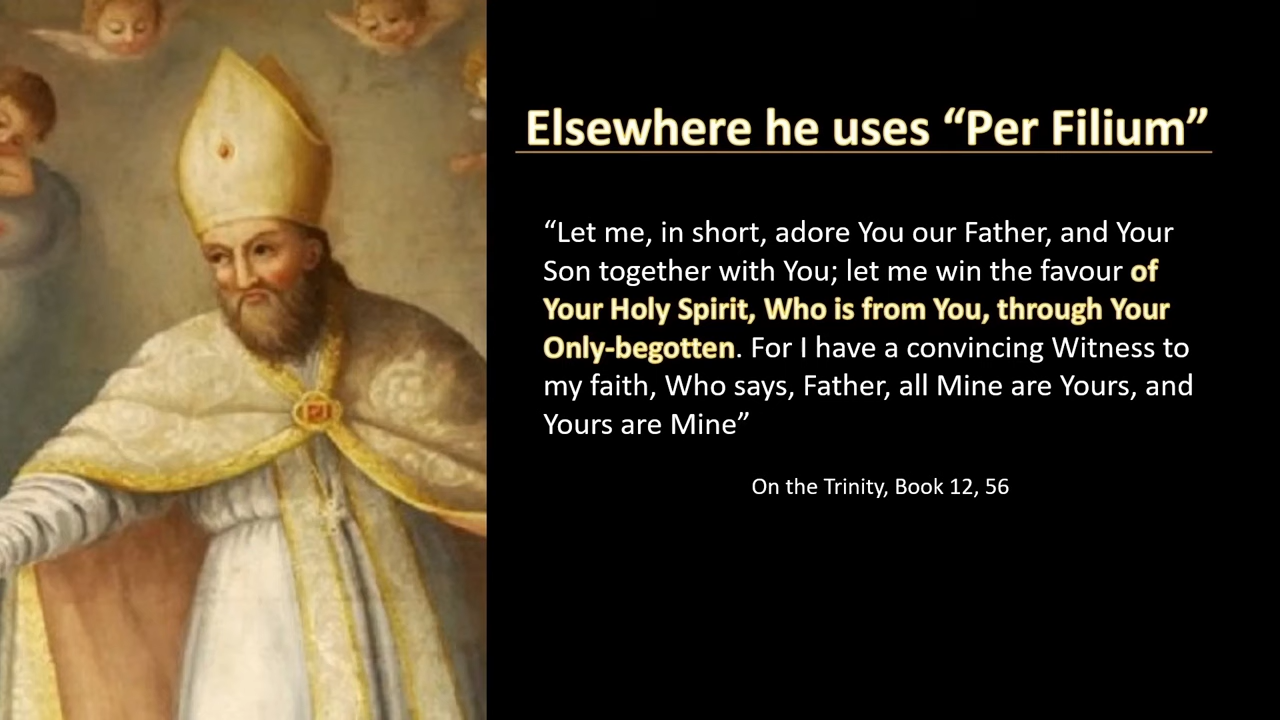 Elsewhere he uses “Per Filium”
“Let me, in short, adore You our Father, and Your
Son together with You; let me win the favour of
Your Holy Spirit, Who is from You, through Your
Only-begotten. For I have a convincing Witness to
my faith, Who says, Father, all Mine are Yours, and
Yours are Mine”
On the Trinity, Book 12, 56